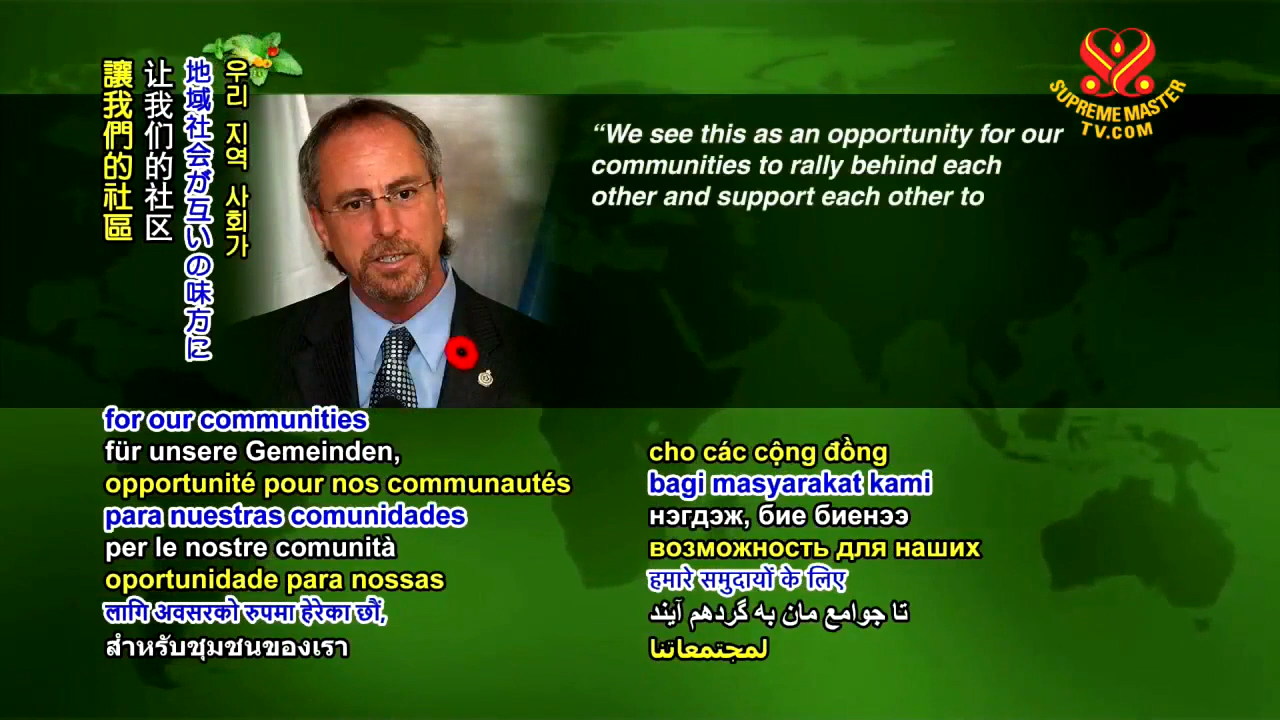 讓我們的社區
让我们的社区
地域社会が互いの味方に
우리 지역 사회가
“We see this as an opportunity for our
communities to rally behind each
other and support each other to
SUPREME MASTER
TV.COM
for our communities
für unsere Gemeinden,
opportunité pour nos communautés
para nuestras comunidades
per le nostre comunità
oportunidade para nossas
लागि अवसरको रुपमा हेरेका छौं,
สำหรับชุมชนของเรา
cho các cộng đồng
bagi masyarakat kami
нэгдэж, бие биенээ
возможность для наших
हमारे समुदायों के लिए
تا جوامع مان به گردهم آیند
لمجتمعاتنا